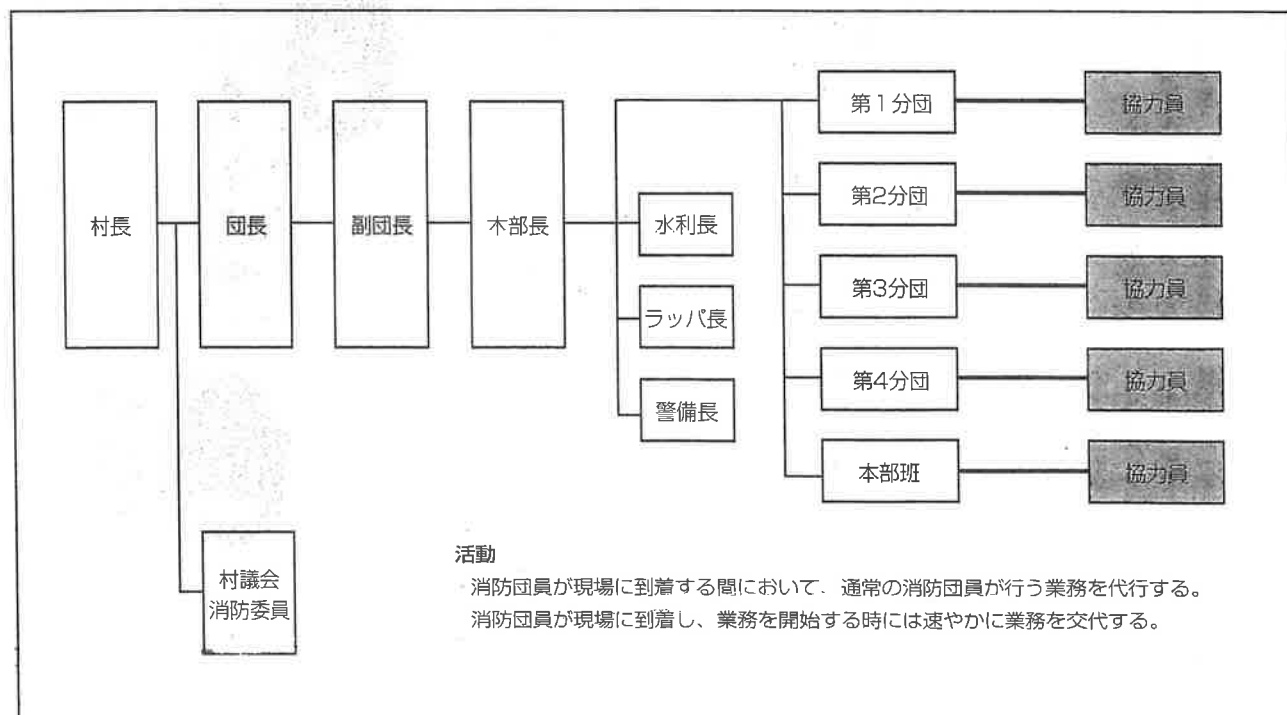 村長
団長
副団長
本部長
水利長
ラッパ長
警備長
第1分団
協力員
第2分団
協力員
第3分団
協力員
第4分団
協力員
本部班
協力員
村議会
消防委員
活動
消防団員が現場に到着する間において、通常の消防団員が行う業務を代行する。
消防団員が現場に到着し、業務を開始する時には速やかに業務を交代する。